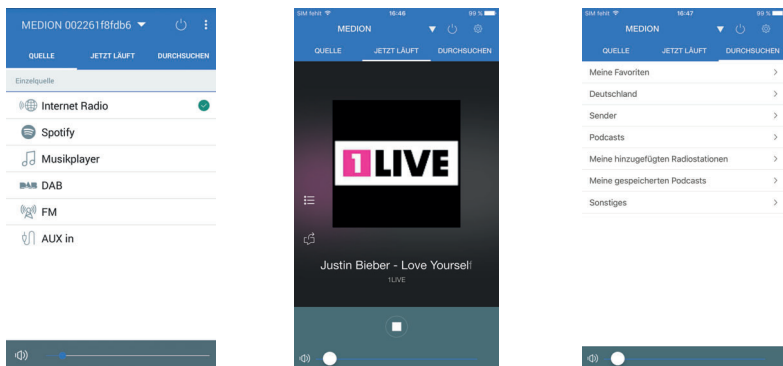 MEDION 002261f8fdb6
QUELLE JETZT LÄUFT DURCHSUCHEN
Einzelquelle
Internet Radio
Spotify
Musikplayer
DAB DAB
FM
AUX in
SIM fehlt 16:46 99 %
MEDION
QUELLE JETZT LÄUFT DURCHSUCHEN
1LIVE
Justin Bieber - Love Yourself
1LIVE
SIM fehlt 16:47 99 %
MEDION
QUELLE JETZT LÄUFT DURCHSUCHEN
Meine Favoriten
Deutschland
Sender
Podcasts
Meine hinzugefügten Radiostationen
Meine gespeicherten Podcasts
Sonstiges